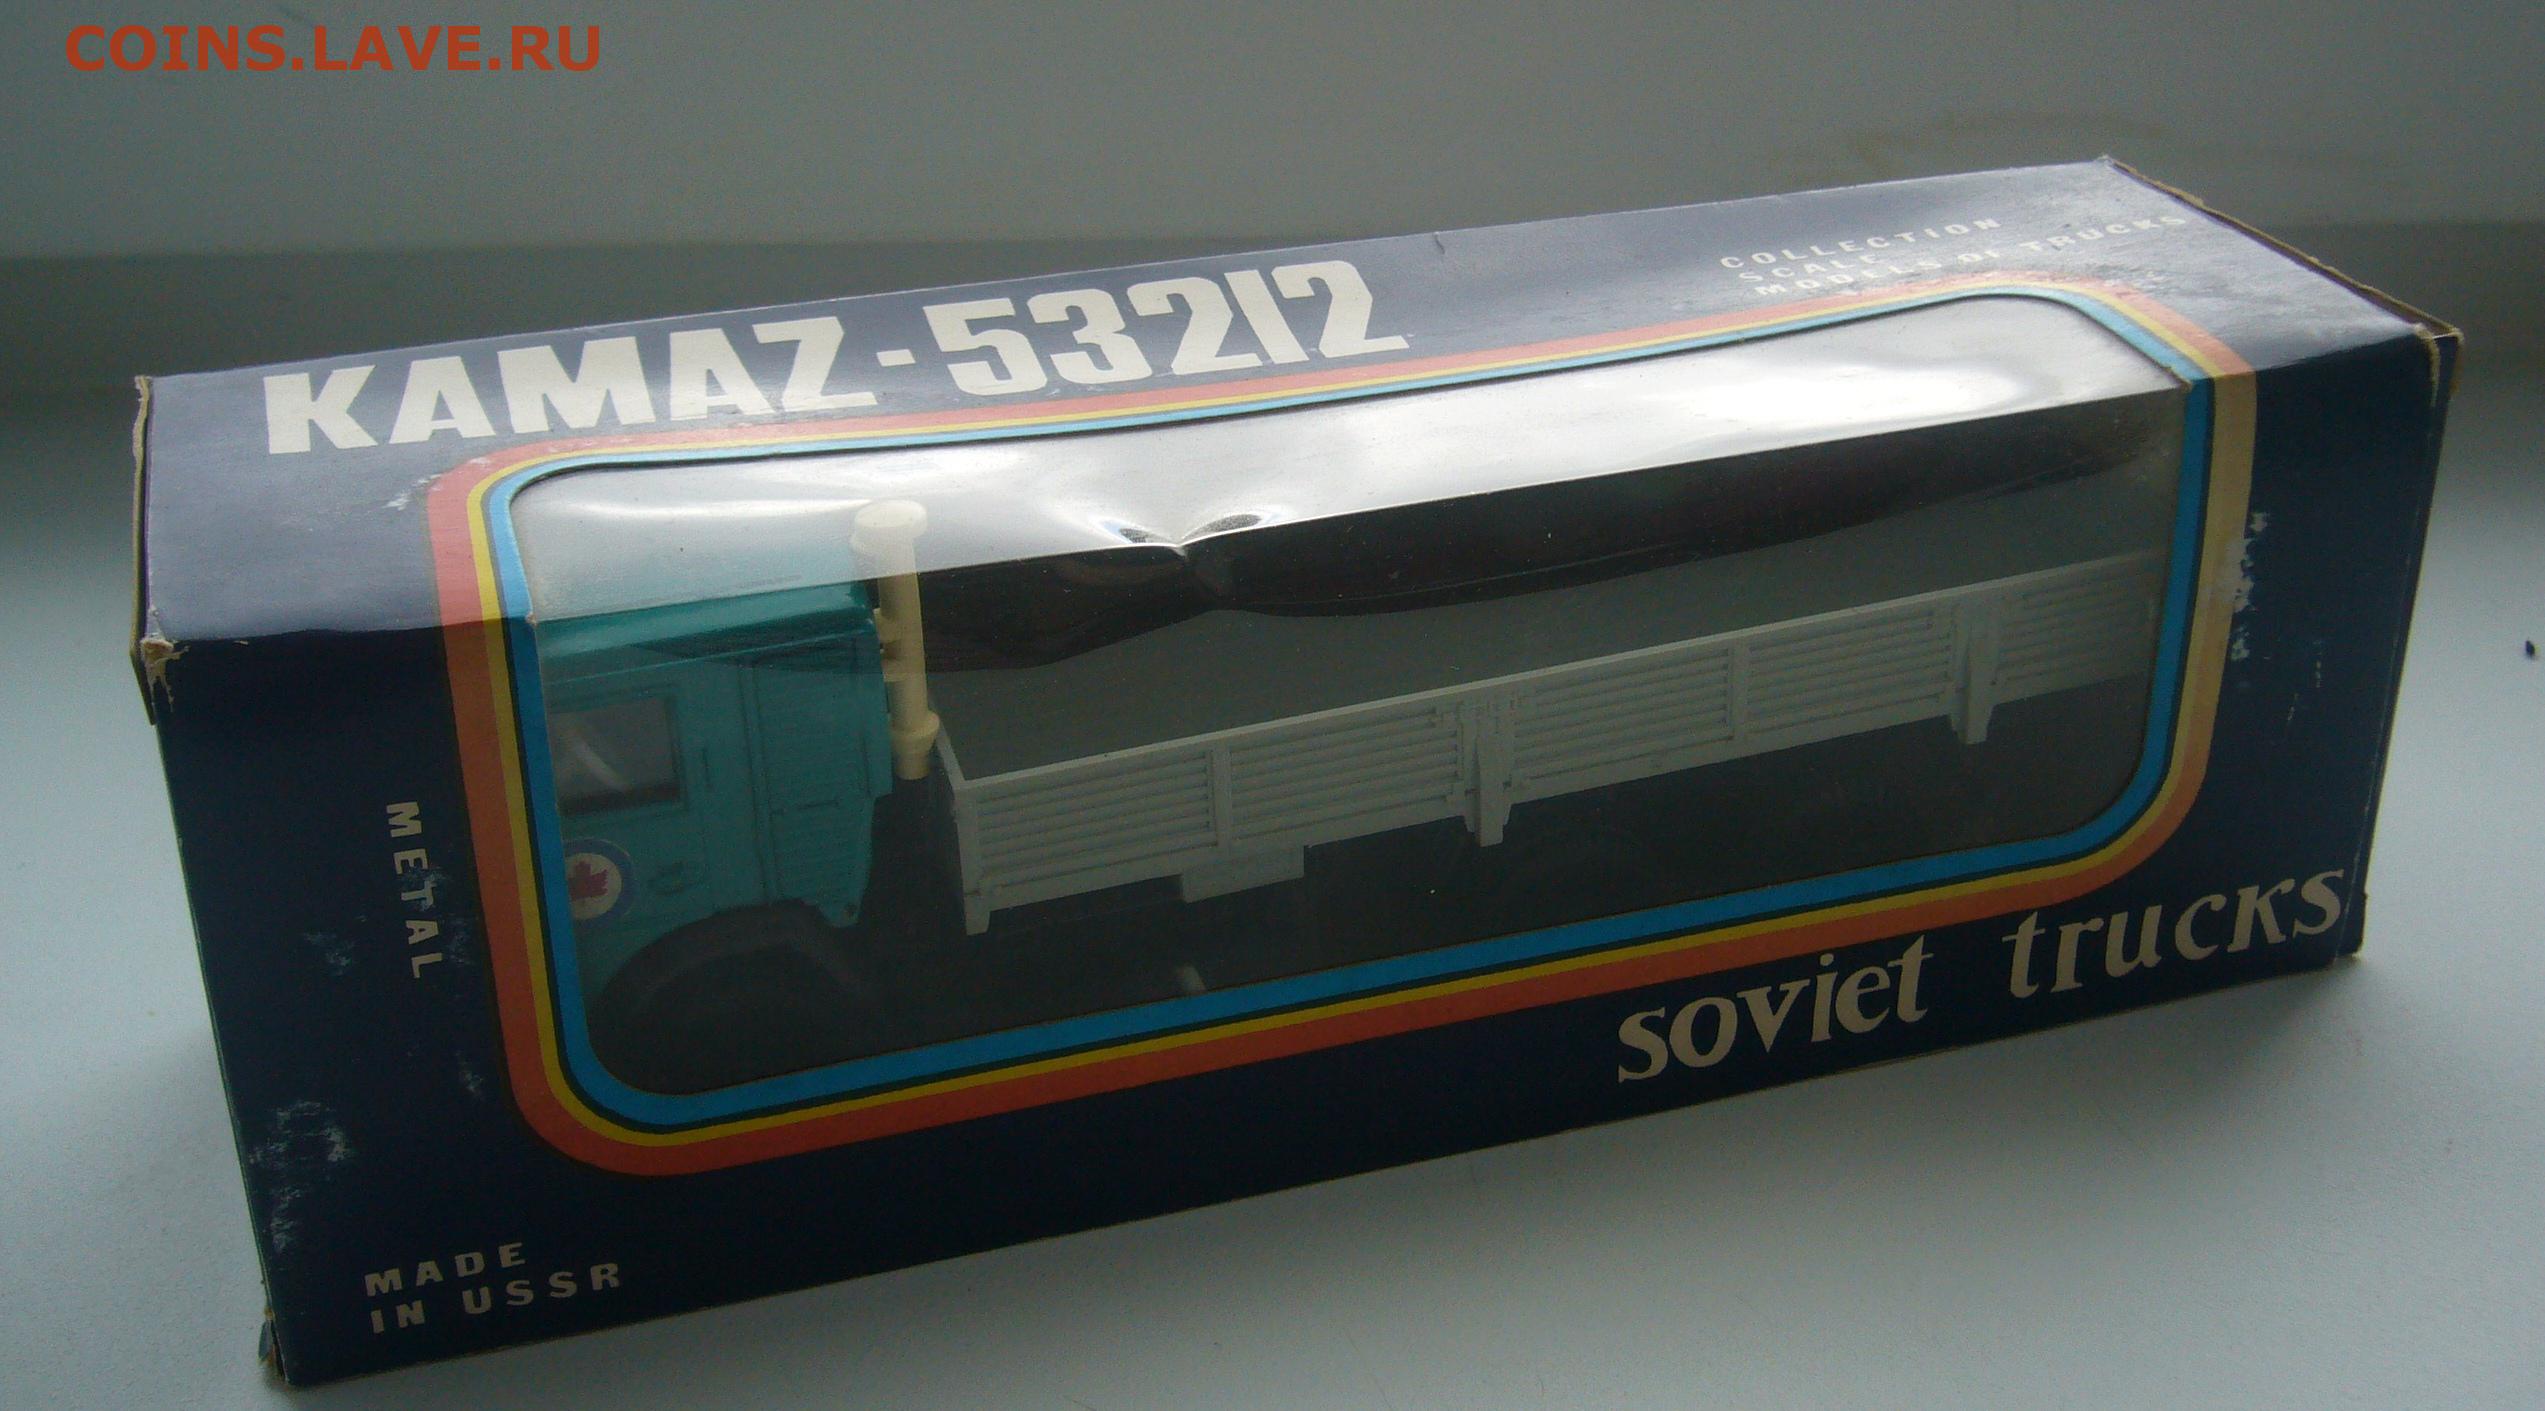 COINS.LAVE.RU
KAMAZ-53212
COLLECTION
SCALE
MODELS OF TRUCKS
METAL
soviet trucks
MADE
IN USSR